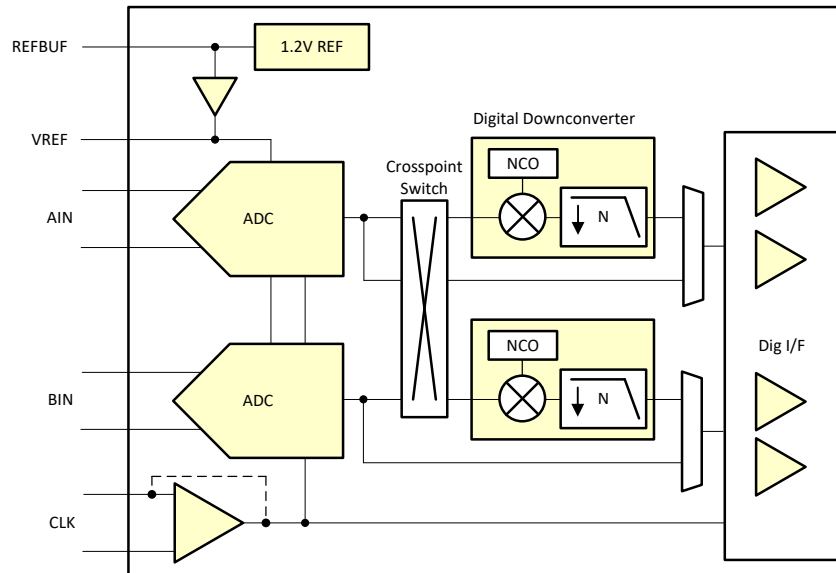 REFBUF
1.2V REF
VREF
Digital Downconverter
Crosspoint
Switch
NCO
AIN
ADC
N
NCO
Dig I/F
BIN
ADC
N
CLK